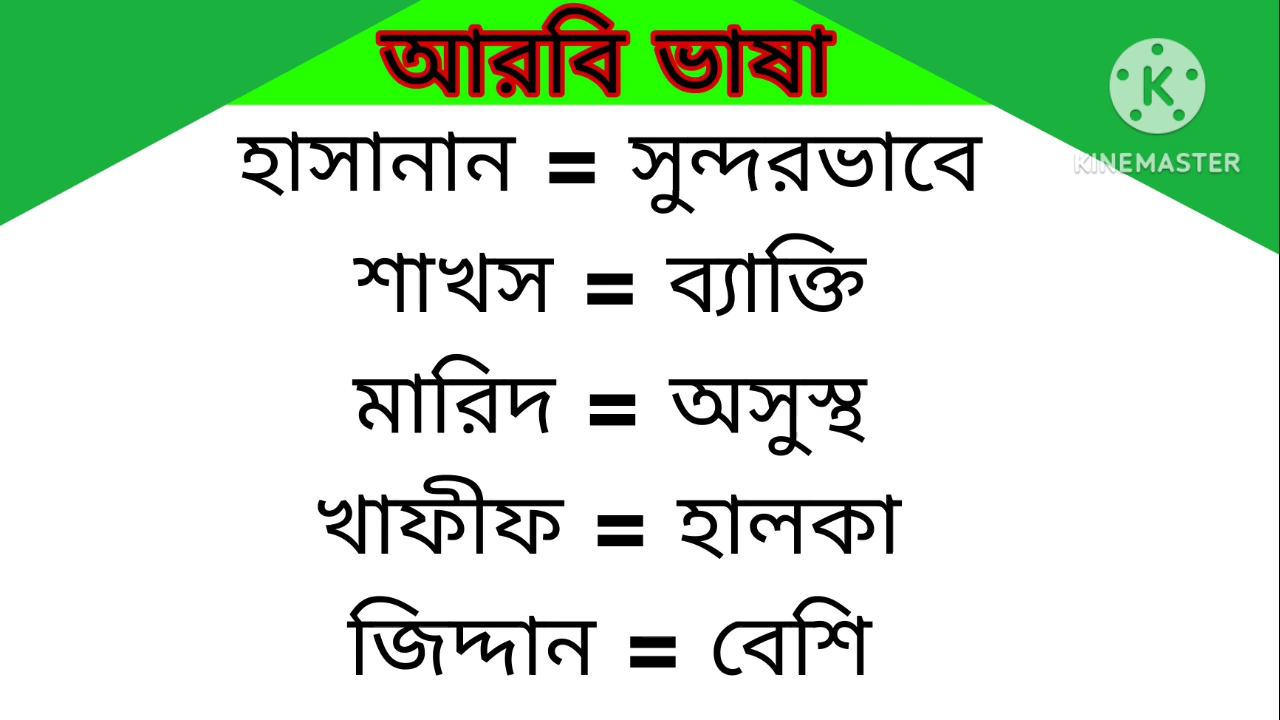 আরবি ভাষা
K
KINEMASTER
হাসানান = সুন্দরভাবে
শাখস = ব্যাক্তি
মারিদ = অসুস্থ
খাফীফ = হালকা
জিদ্দান = বেশি